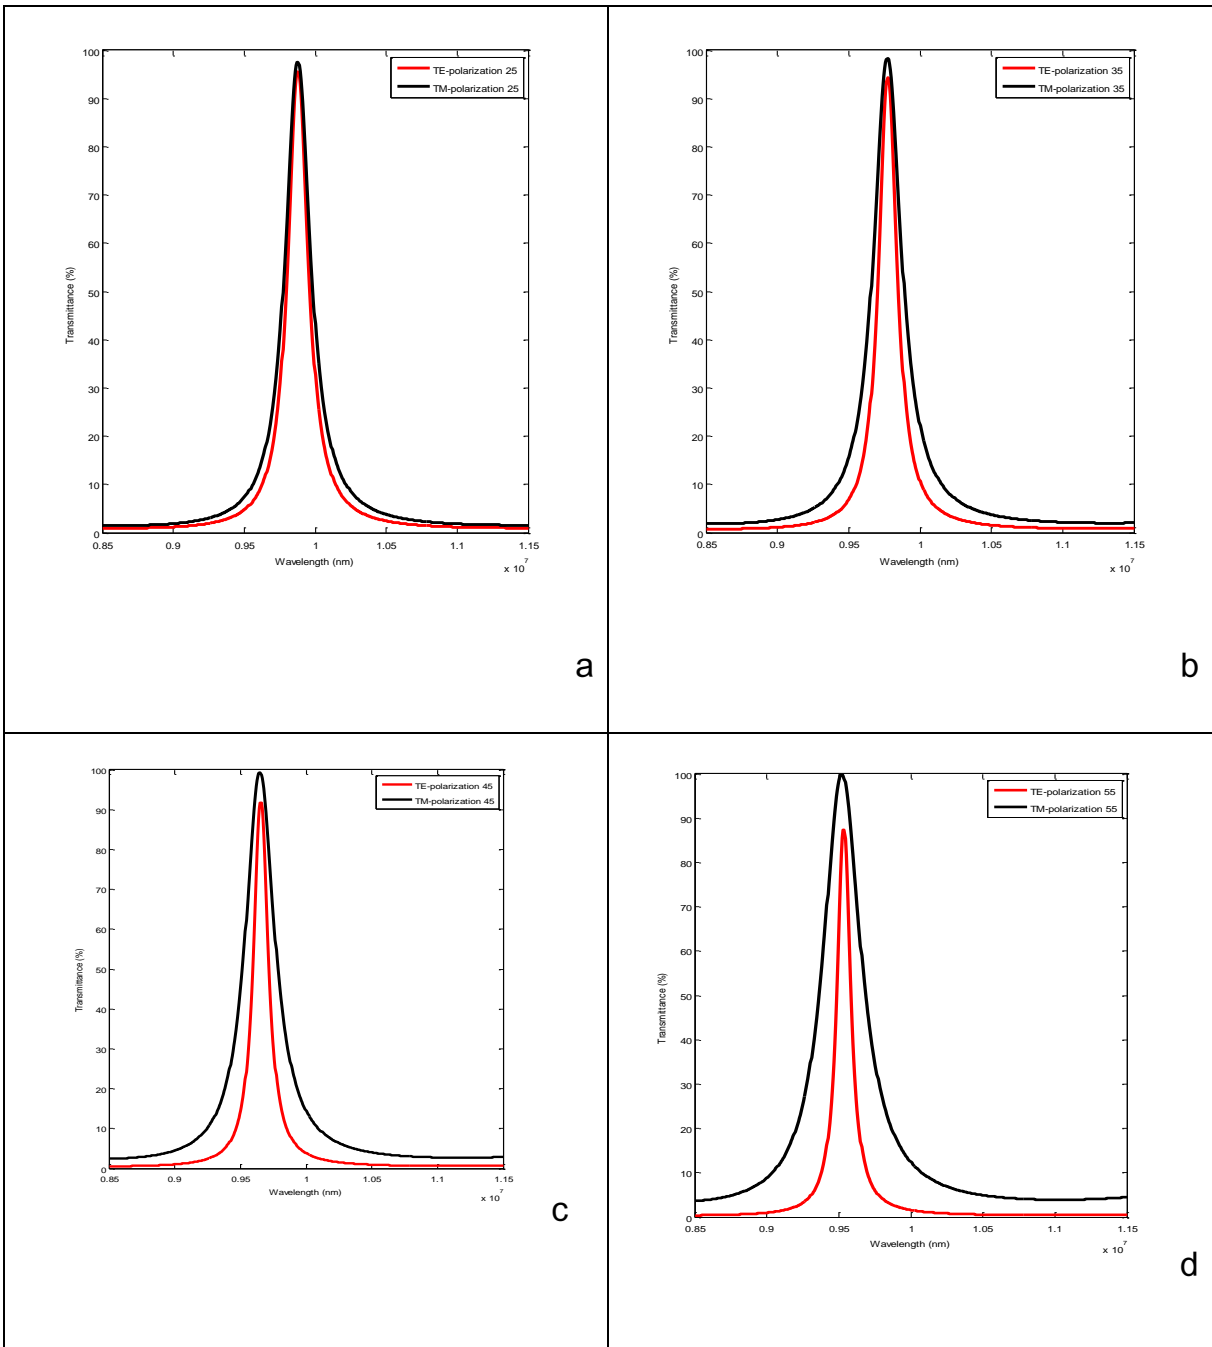 100
90
80
70
60
50
40
30
20
10
0
Transmittance (%)
TE-polarization 25
TM-polarization 25
0.85 0.9 0.95 1 1.05 1.1 1.15
Wavelength (nm)
x 10^7
a
100
90
80
70
60
50
40
30
20
10
0
Transmittance (%)
TE-polarization 35
TM-polarization 35
0.85 0.9 0.95 1 1.05 1.1 1.15
Wavelength (nm)
x 10^7
b
100
90
80
70
60
50
40
30
20
10
0
Transmittance (%)
TE-polarization 45
TM-polarization 45
0.85 0.9 0.95 1 1.05 1.1 1.15
Wavelength (nm)
x 10^7
c
100
90
80
70
60
50
40
30
20
10
0
Transmittance (%)
TE-polarization 55
TM-polarization 55
0.85 0.9 0.95 1 1.05 1.1 1.15
Wavelength (nm)
x 10^7
d